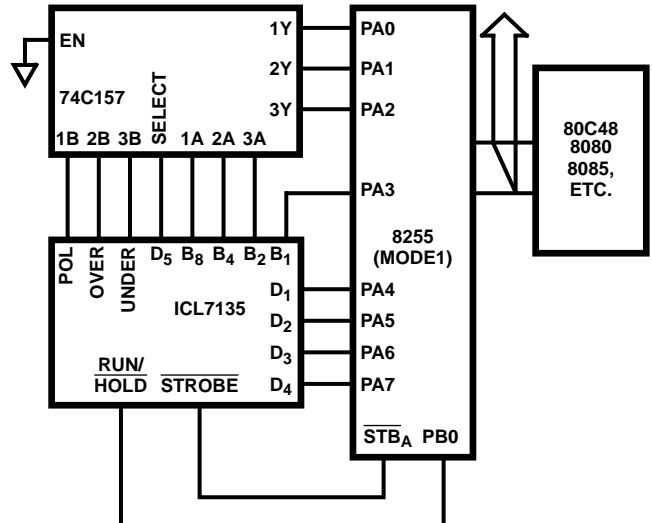 EN
1Y
2Y
3Y
74C157
SELECT
1B 2B 3B 1A 2A 3A
PA0
PA1
PA2
PA3
8255
(MODE1)
PA4
PA5
PA6
PA7
STBA PB0
80C48
8080
8085,
ETC.
POL
OVER
UNDER
D5 B8 B4 B2 B1
D1
D2
D3
D4
ICL7135
RUN/
HOLD STROBE